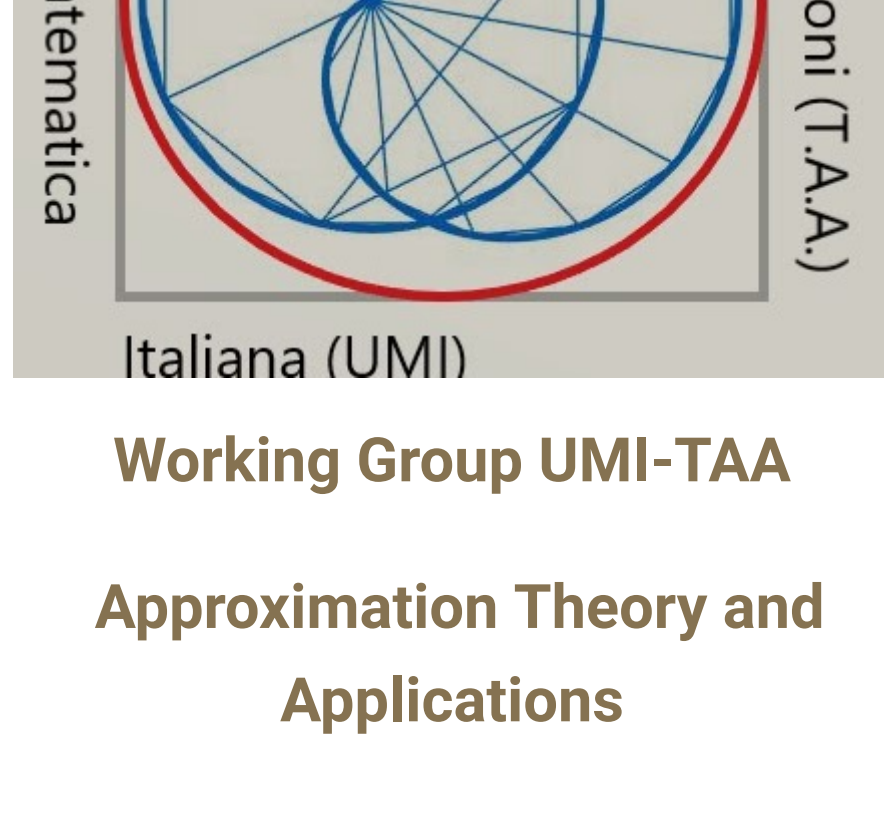 tematica
oni (T.A.A.)
Italiana (UMI)
Working Group UMI-TAA
Approximation Theory and
Applications